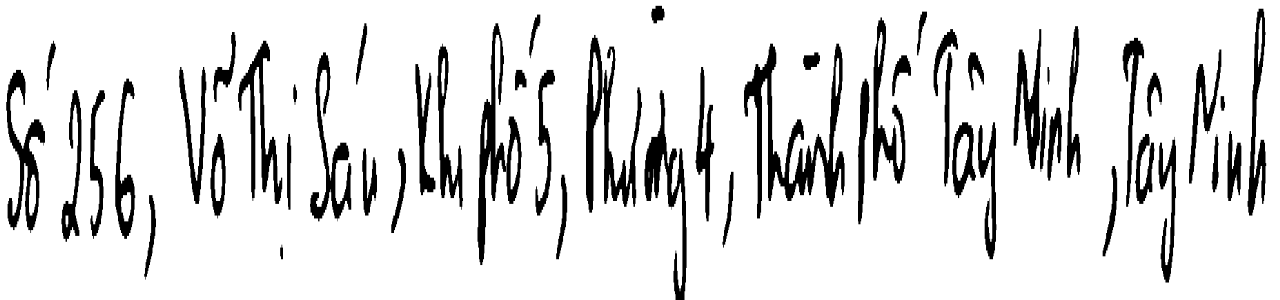 Số 256, Võ Thị Sáu, Khu phố 5, Phường 4, Thành phố Tây Ninh, Tây Ninh